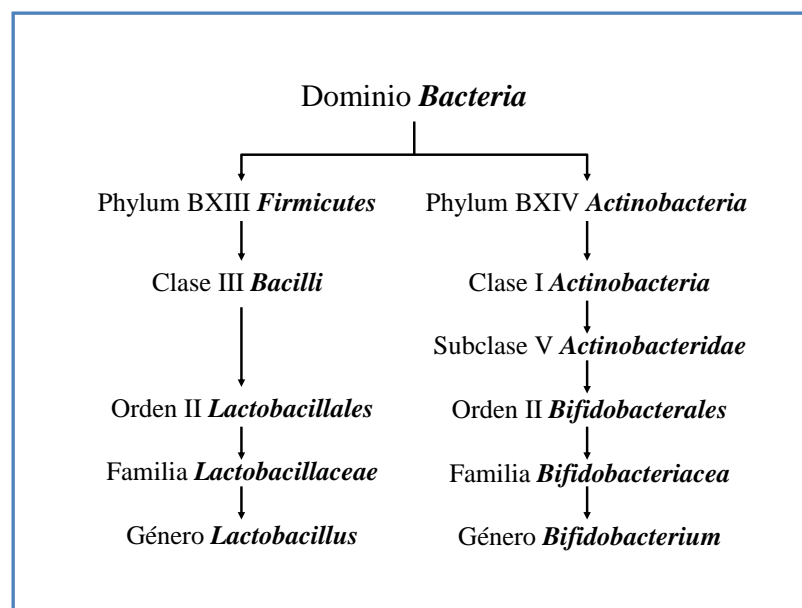 Dominio Bacteria
Phylum BXIII Firmicutes
Phylum BXIV Actinobacteria
Clase III Bacilli
Clase I Actinobacteria
Subclase V Actinobacteridae
Orden II Lactobacillales
Orden II Bifidobacterales
Familia Lactobacillaceae
Familia Bifidobacteriacea
Género Lactobacillus
Género Bifidobacterium